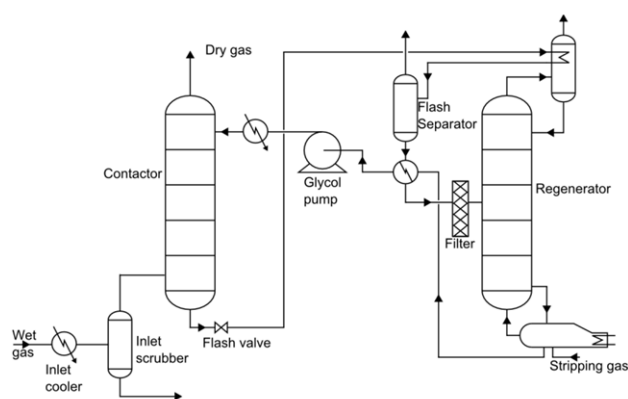 Dry gas
Flash
Separator
Contactor
Glycol
pump
Regenerator
Filter
Wet
gas
Inlet
cooler
Inlet
scrubber
Flash valve
Stripping gas